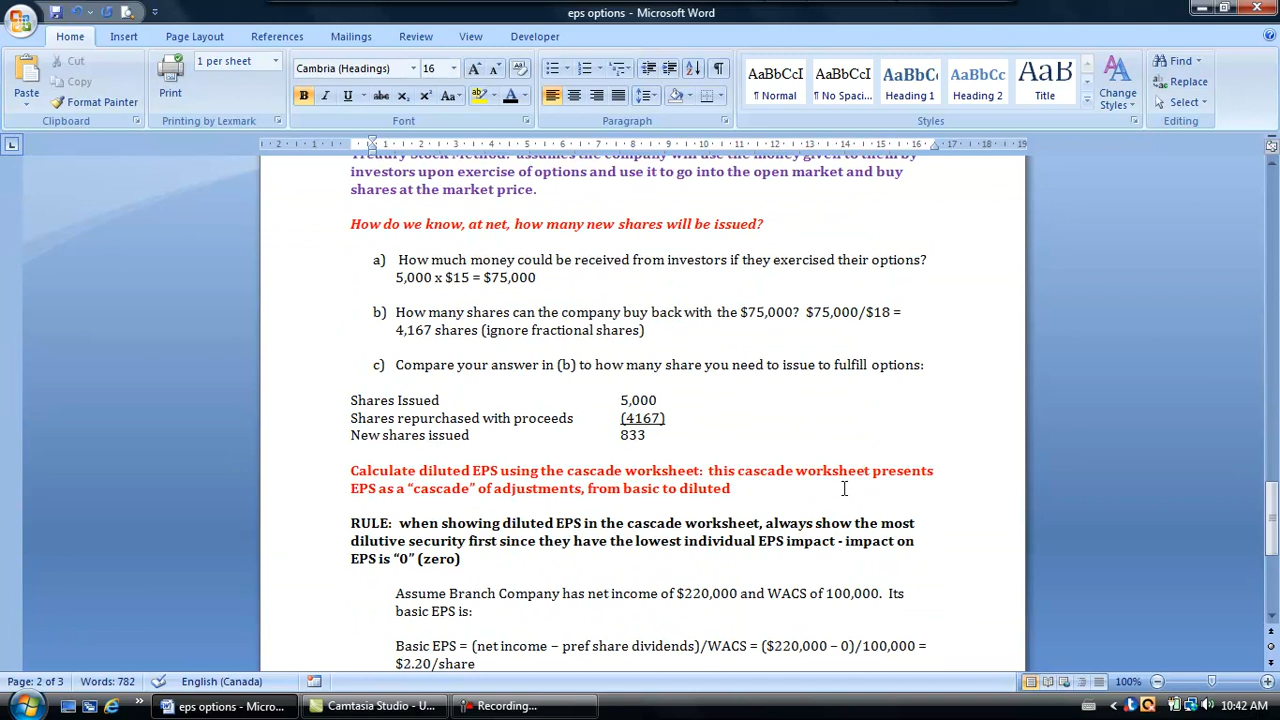 eps options - Microsoft Word
Home Insert Page Layout References Mailings Review View Developer
Cut
Copy
Format Painter
Paste
Clipboard
1 per sheet
Print
Printing by Lexmark
Cambria (Headings) 16
Font
Paragraph
AaBbCcI AaBbCcI AaBbCc AaBbCc AaB
¶ Normal ¶ No Spaci... Heading 1 Heading 2 Title
Change Styles
Styles
Find
Replace
Select
Editing
Stock Method: assumes the company will use the money given to them by
investors upon exercise of options and use it to go into the open market and buy
shares at the market price.
How do we know, at net, how many new shares will be issued?
a) How much money could be received from investors if they exercised their options?
5,000 x $15 = $75,000
b) How many shares can the company buy back with the $75,000? $75,000/$18 =
4,167 shares (ignore fractional shares)
c) Compare your answer in (b) to how many share you need to issue to fulfill options:
Shares Issued 5,000
Shares repurchased with proceeds (4167)
New shares issued 833
Calculate diluted EPS using the cascade worksheet: this cascade worksheet presents
EPS as a “cascade” of adjustments, from basic to diluted
RULE: when showing diluted EPS in the cascade worksheet, always show the most
dilutive security first since they have the lowest individual EPS impact - impact on
EPS is “0” (zero)
Assume Branch Company has net income of $220,000 and WACS of 100,000. Its
basic EPS is:
Basic EPS = (net income – pref share dividends)/WACS = ($220,000 – 0)/100,000 =
$2.20/share
Page: 2 of 3 Words: 782 English (Canada) 100%
eps options - Micro... Camtasia Studio - U... Recording... 10:42 AM